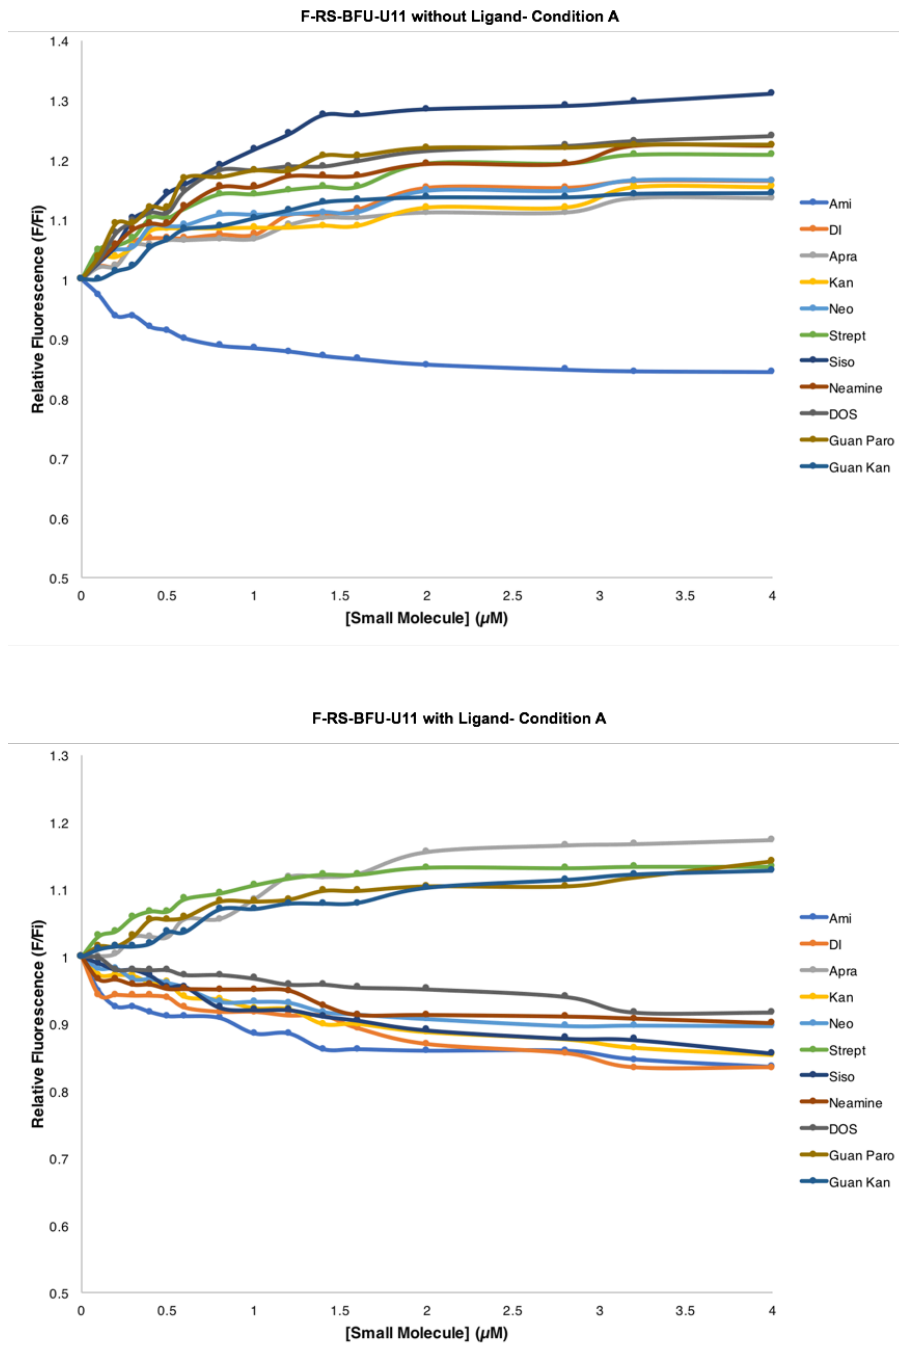 F-RS-BFU-U11 without Ligand- Condition A
1.4
1.3
1.2
1.1
1
0.9
0.8
0.7
0.6
0.5
Relative Fluorescence (F/Fi)
0 0.5 1 1.5 2 2.5 3 3.5 4
[Small Molecule] (µM)
Ami
DI
Apra
Kan
Neo
Strept
Siso
Neamine
DOS
Guan Paro
Guan Kan
F-RS-BFU-U11 with Ligand- Condition A
1.3
1.2
1.1
1
0.9
0.8
0.7
0.6
0.5
Relative Fluorescence (F/Fi)
0 0.5 1 1.5 2 2.5 3 3.5 4
[Small Molecule] (µM)
Ami
DI
Apra
Kan
Neo
Strept
Siso
Neamine
DOS
Guan Paro
Guan Kan